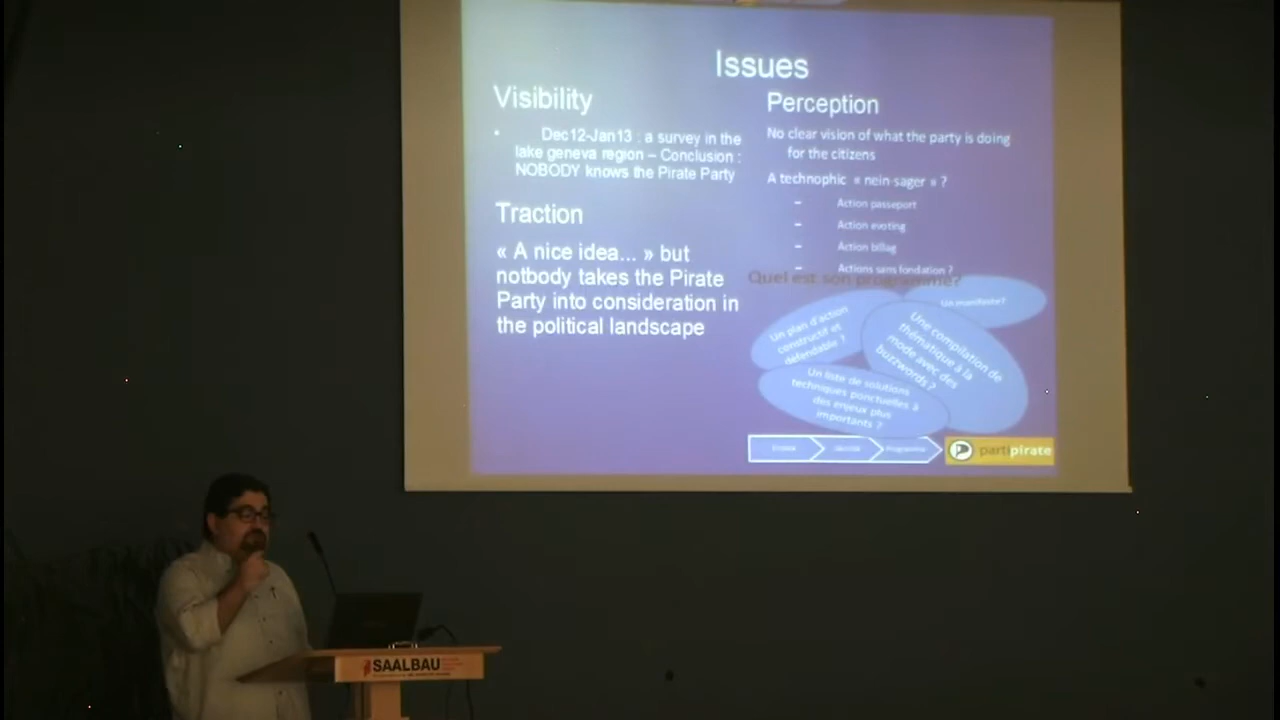 Issues
Visibility
• Dec12-Jan13 : a survey in the
lake geneva region – Conclusion :
NOBODY knows the Pirate Party
Traction
« A nice idea... » but
notbody takes the Pirate
Party into consideration in
the political landscape
Perception
No clear vision of what the party is doing
for the citizens
A technophic « nein sager » ?
– Action passeport
– Action evoting
– Action billag
– Actions sans fondation ?
Quel est son programme?
Un manifeste?
Un plan d'action
constructif et
défendable ?
Une compilation de
thématique à la
mode avec des
buzzwords ?
Un liste de solutions
techniques ponctuelles à
des enjeux plus
importants ?
Programme
partipirate
SAALBAU